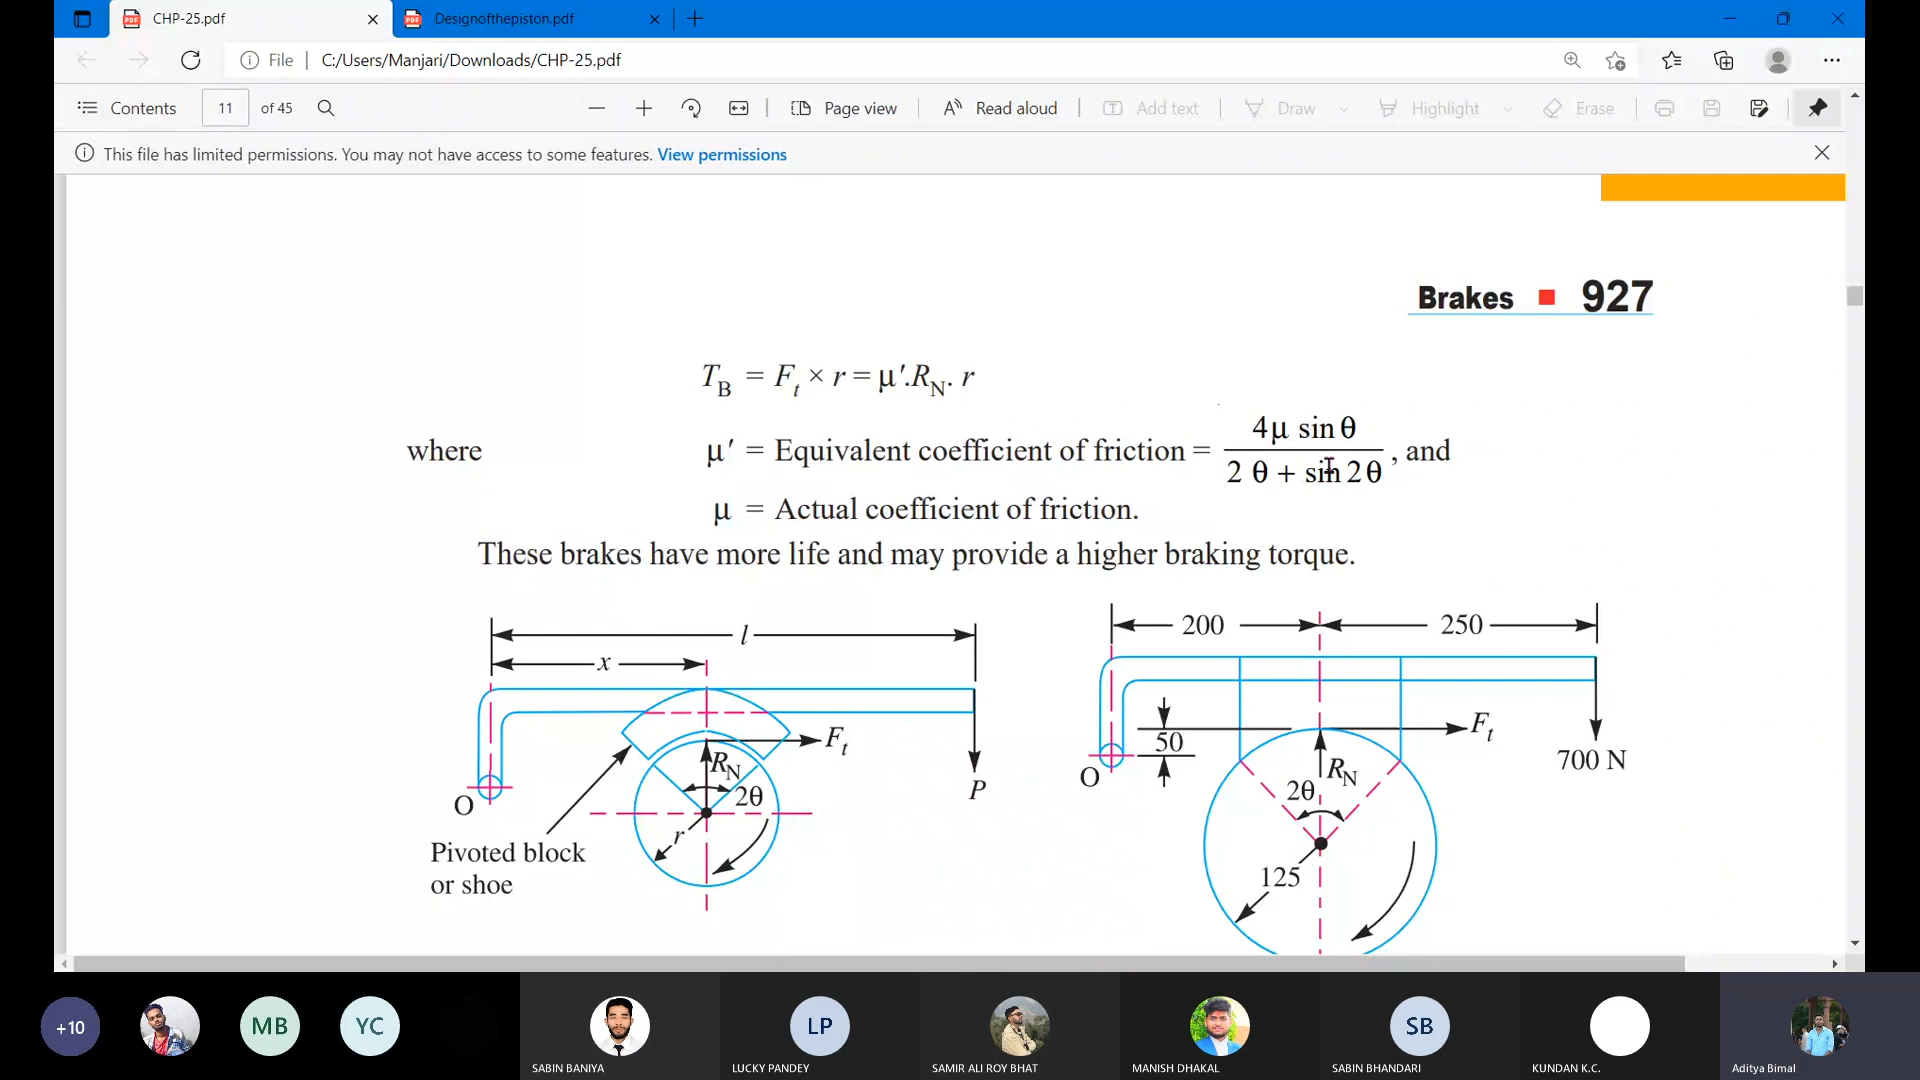 CHP-25.pdf
Designofthepiston.pdf
File
C:/Users/Manjari/Downloads/CHP-25.pdf
Contents
11
of 45
Page view
A Read aloud
T Add text
Draw
Highlight
Erase
This file has limited permissions. You may not have access to some features. View permissions
Brakes ■ 927
T_B = F_t × r = μ′.R_N. r
where
μ′ = Equivalent coefficient of friction = 4μ sin θ / 2 θ + sin 2θ , and
μ = Actual coefficient of friction.
These brakes have more life and may provide a higher braking torque.
l
x
F_t
R_N
2θ
r
P
O
Pivoted block
or shoe
200
250
F_t
50
O
R_N
2θ
700 N
125
+10
MB
YC
LP
SB
SABIN BANIYA
LUCKY PANDEY
SAMIR ALI ROY BHAT
MANISH DHAKAL
SABIN BHANDARI
KUNDAN K.C.
Aditya Bimal